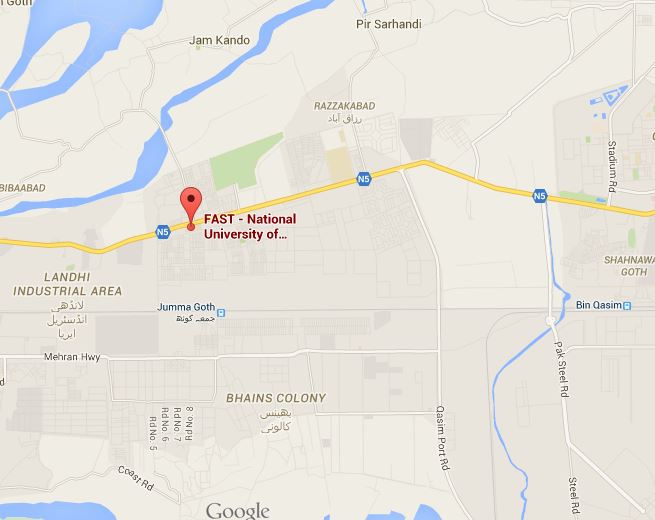 n Goth
Jam Kando
Pir Sarhandi
RAZZAKABAD
رزاق آباد
Stadium Rd
BIBAABAD
N5
N5
N5
FAST - National
University of...
SHAHNAWA
GOTH
LANDHI
INDUSTRIAL AREA
لانڈھی
انڈسٹریل
ایریا
Jumma Goth
جمعہ گوٹھ
Bin Qasim
Mehran Hwy
Pak Steel Rd
BHAINS COLONY
بھینس
کالونی
Rd No. 5
Rd No. 6
Rd No. 7
Rd No. 8
Qasim Port Rd
Coast Rd
Steel Rd
Google